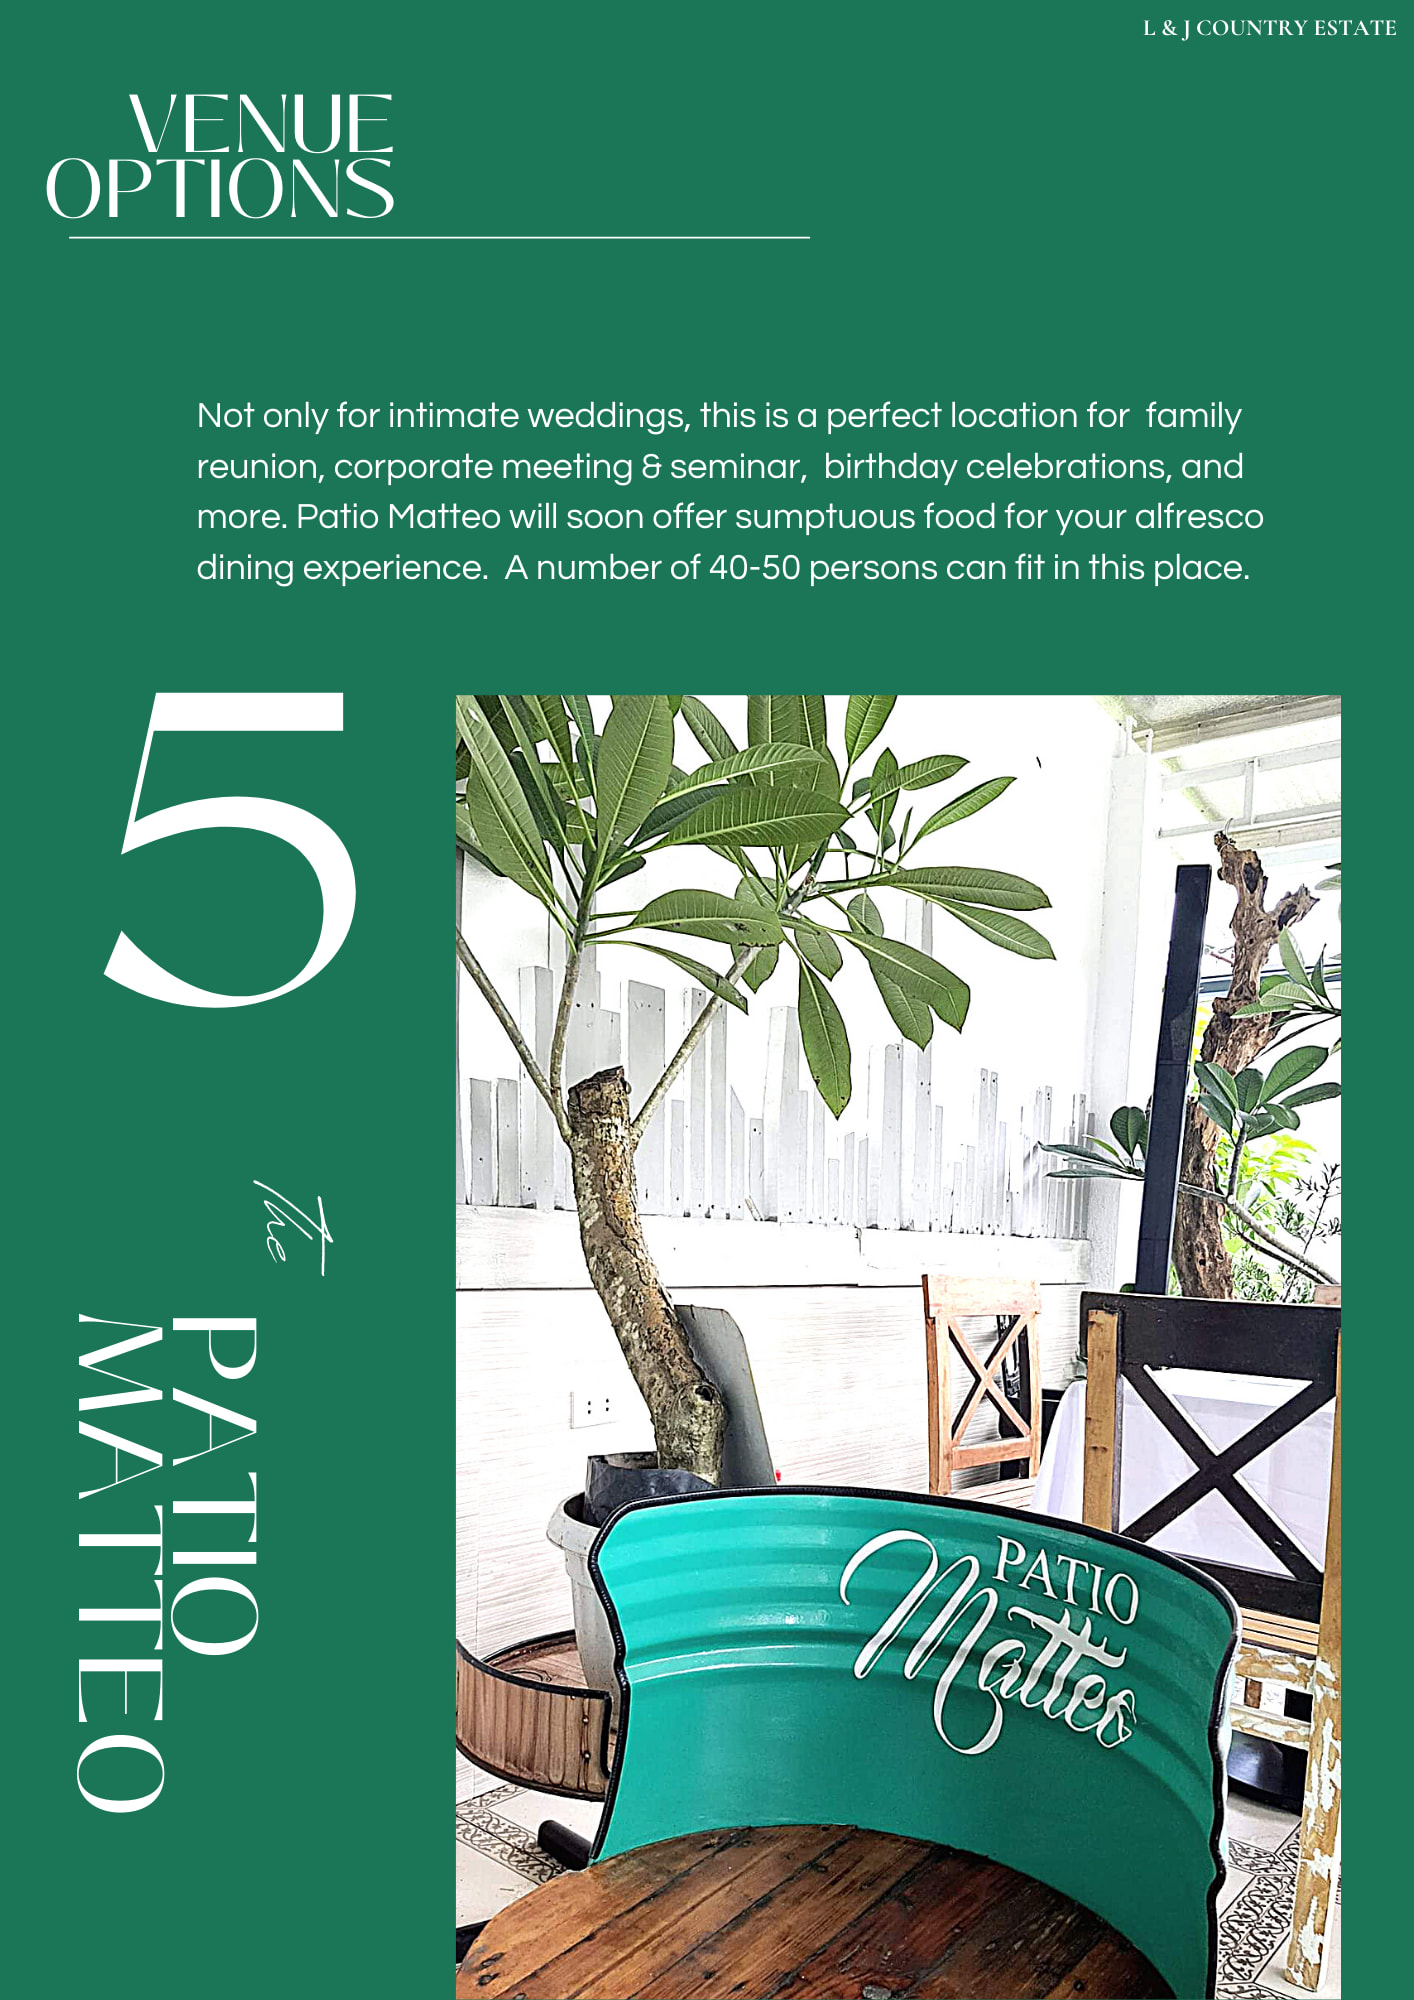 L & J COUNTRY ESTATE
VENUE
OPTIONS
Not only for intimate weddings, this is a perfect location for  family
reunion, corporate meeting & seminar,  birthday celebrations, and
more. Patio Matteo will soon offer sumptuous food for your alfresco
dining experience.  A number of 40-50 persons can fit in this place.
5
The
PATIO
MATTEO
PATIO
Matteo